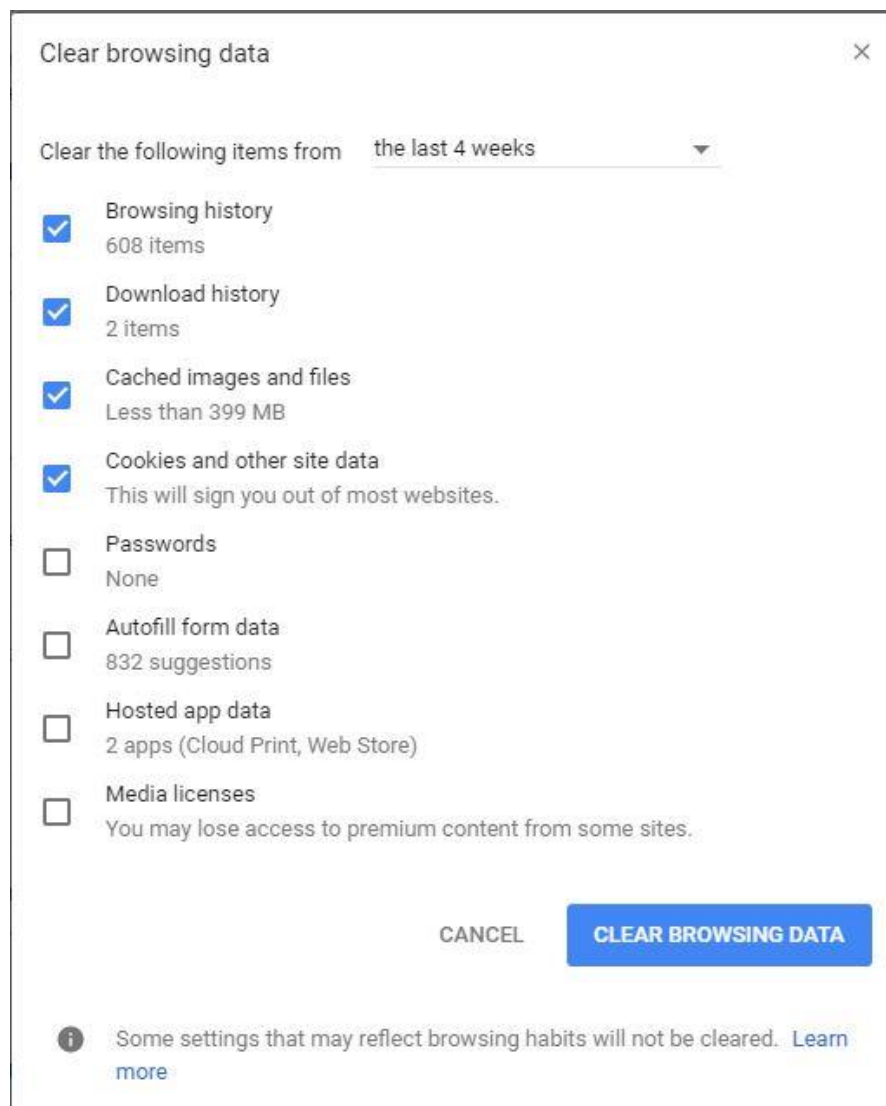 Clear browsing data
Clear the following items from the last 4 weeks
Browsing history
608 items
Download history
2 items
Cached images and files
Less than 399 MB
Cookies and other site data
This will sign you out of most websites.
Passwords
None
Autofill form data
832 suggestions
Hosted app data
2 apps (Cloud Print, Web Store)
Media licenses
You may lose access to premium content from some sites.
CANCEL CLEAR BROWSING DATA
Some settings that may reflect browsing habits will not be cleared. Learn
more